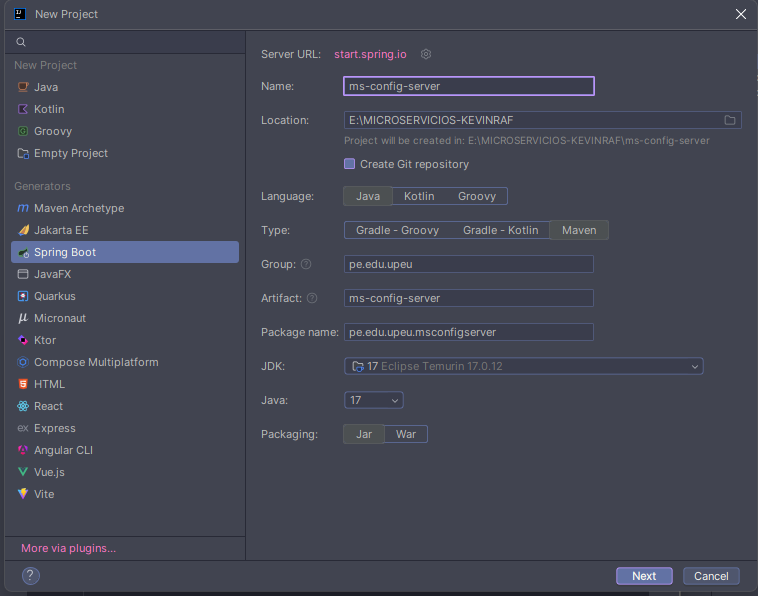 New Project
New Project
Java
Kotlin
Groovy
Empty Project
Generators
Maven Archetype
Jakarta EE
Spring Boot
JavaFX
Quarkus
Micronaut
Ktor
Compose Multiplatform
HTML
React
Express
Angular CLI
Vue.js
Vite
More via plugins...
?
Server URL: start.spring.io
Name: ms-config-server
Location: E:\MICROSERVICIOS-KEVINRAF
Project will be created in: E:\MICROSERVICIOS-KEVINRAF\ms-config-server
Create Git repository
Language: Java Kotlin Groovy
Type: Gradle - Groovy Gradle - Kotlin Maven
Group: ? pe.edu.upeu
Artifact: ? ms-config-server
Package name: pe.edu.upeu.msconfigserver
JDK: 17 Eclipse Temurin 17.0.12
Java: 17
Packaging: Jar War
Next Cancel